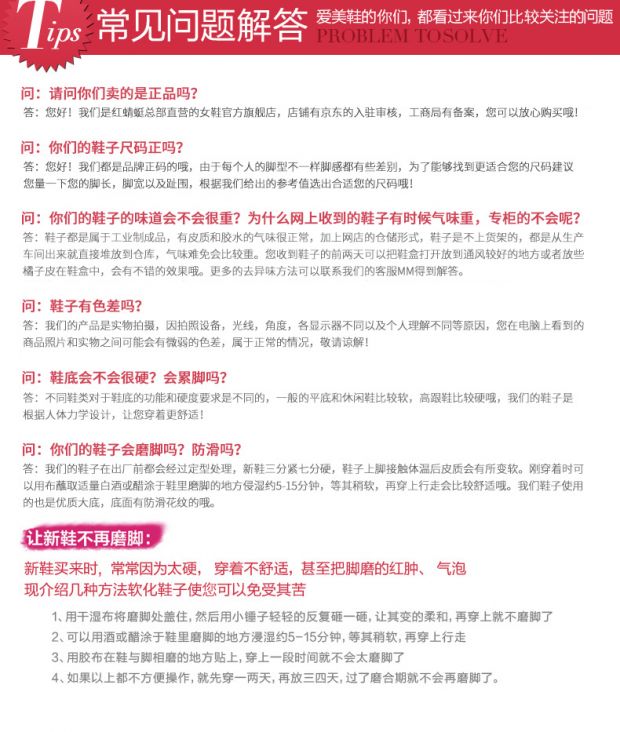 Tips 常见问题解答 爱美鞋的你们，都看过来你们比较关注的问题
PROBLEM TOSOLVE
问：请问你们卖的是正品吗？
答：您好！我们是红蜻蜓总部直营的女鞋官方旗舰店，店铺有京东的入驻审核，工商局有备案，您可以放心购买哦！
问：你们的鞋子尺码正吗？
答：您好！我们都是品牌正码的哦，由于每个人的脚型不一样脚感都有些差别，为了能够找到更适合您的尺码建议
您量一下您的脚长，脚宽以及趾围，根据我们给出的参考值选出合适您的尺码哦！
问：你们的鞋子的味道会不会很重？为什么网上收到的鞋子有时候气味重，专柜的不会呢？
答：鞋子都是属于工业制成品，有皮质和胶水的气味很正常，加上网店的仓储形式，鞋子是不上货架的，都是从生产
车间出来就直接堆放到仓库，气味难免会比较重。您收到鞋子的前两天可以把鞋盒打开放到通风较好的地方或者放些
橘子皮在鞋盒中，会有不错的效果哦。更多的去异味方法可以联系我们的客服MM得到解答。
问：鞋子有色差吗？
答：我们的产品是实物拍摄，因拍照设备，光线，角度，各显示器不同以及个人理解不同等原因，您在电脑上看到的
商品照片和实物之间可能会有微弱的色差，属于正常的情况，敬请谅解！
问：鞋底会不会很硬？会累脚吗？
答：不同鞋类对于鞋底的功能和硬度要求是不同的，一般的平底和休闲鞋比较软，高跟鞋比较硬哦，我们的鞋子是
根据人体力学设计，让您穿着更舒适！
问：你们的鞋子会磨脚吗？防滑吗？
答：我们的鞋子在出厂前都会经过定型处理，新鞋三分紧七分硬，鞋子上脚接触体温后皮质会有所变软。刚穿着时可
以用布蘸取适量白酒或醋涂于鞋里磨脚的地方侵湿约5-15分钟，等其稍软，再穿上行走会比较舒适哦。我们鞋子使用
的也是优质大底，底面有防滑花纹的哦。
让新鞋不再磨脚：
新鞋买来时，常常因为太硬，穿着不舒适，甚至把脚磨的红肿、气泡
现介绍几种方法软化鞋子使您可以免受其苦
1、用干湿布将磨脚处盖住，然后用小锤子轻轻的反复砸一砸，让其变的柔和，再穿上就不磨脚了
2、可以用酒或醋涂于鞋里磨脚的地方浸湿约5-15分钟，等其稍软，再穿上行走
3、用胶布在鞋与脚相磨的地方贴上，穿上一段时间就不会太磨脚了
4、如果以上都不方便操作，就先穿一两天，再放三四天，过了磨合期就不会再磨脚了。